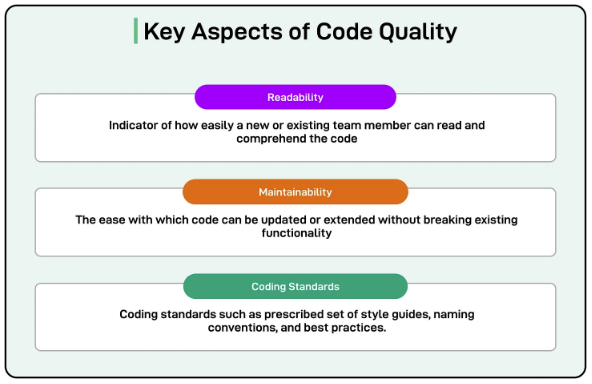 Key Aspects of Code Quality
Readability
Indicator of how easily a new or existing team member can read and
comprehend the code
Maintainability
The ease with which code can be updated or extended without breaking existing
functionality
Coding Standards
Coding standards such as prescribed set of style guides, naming
conventions, and best practices.